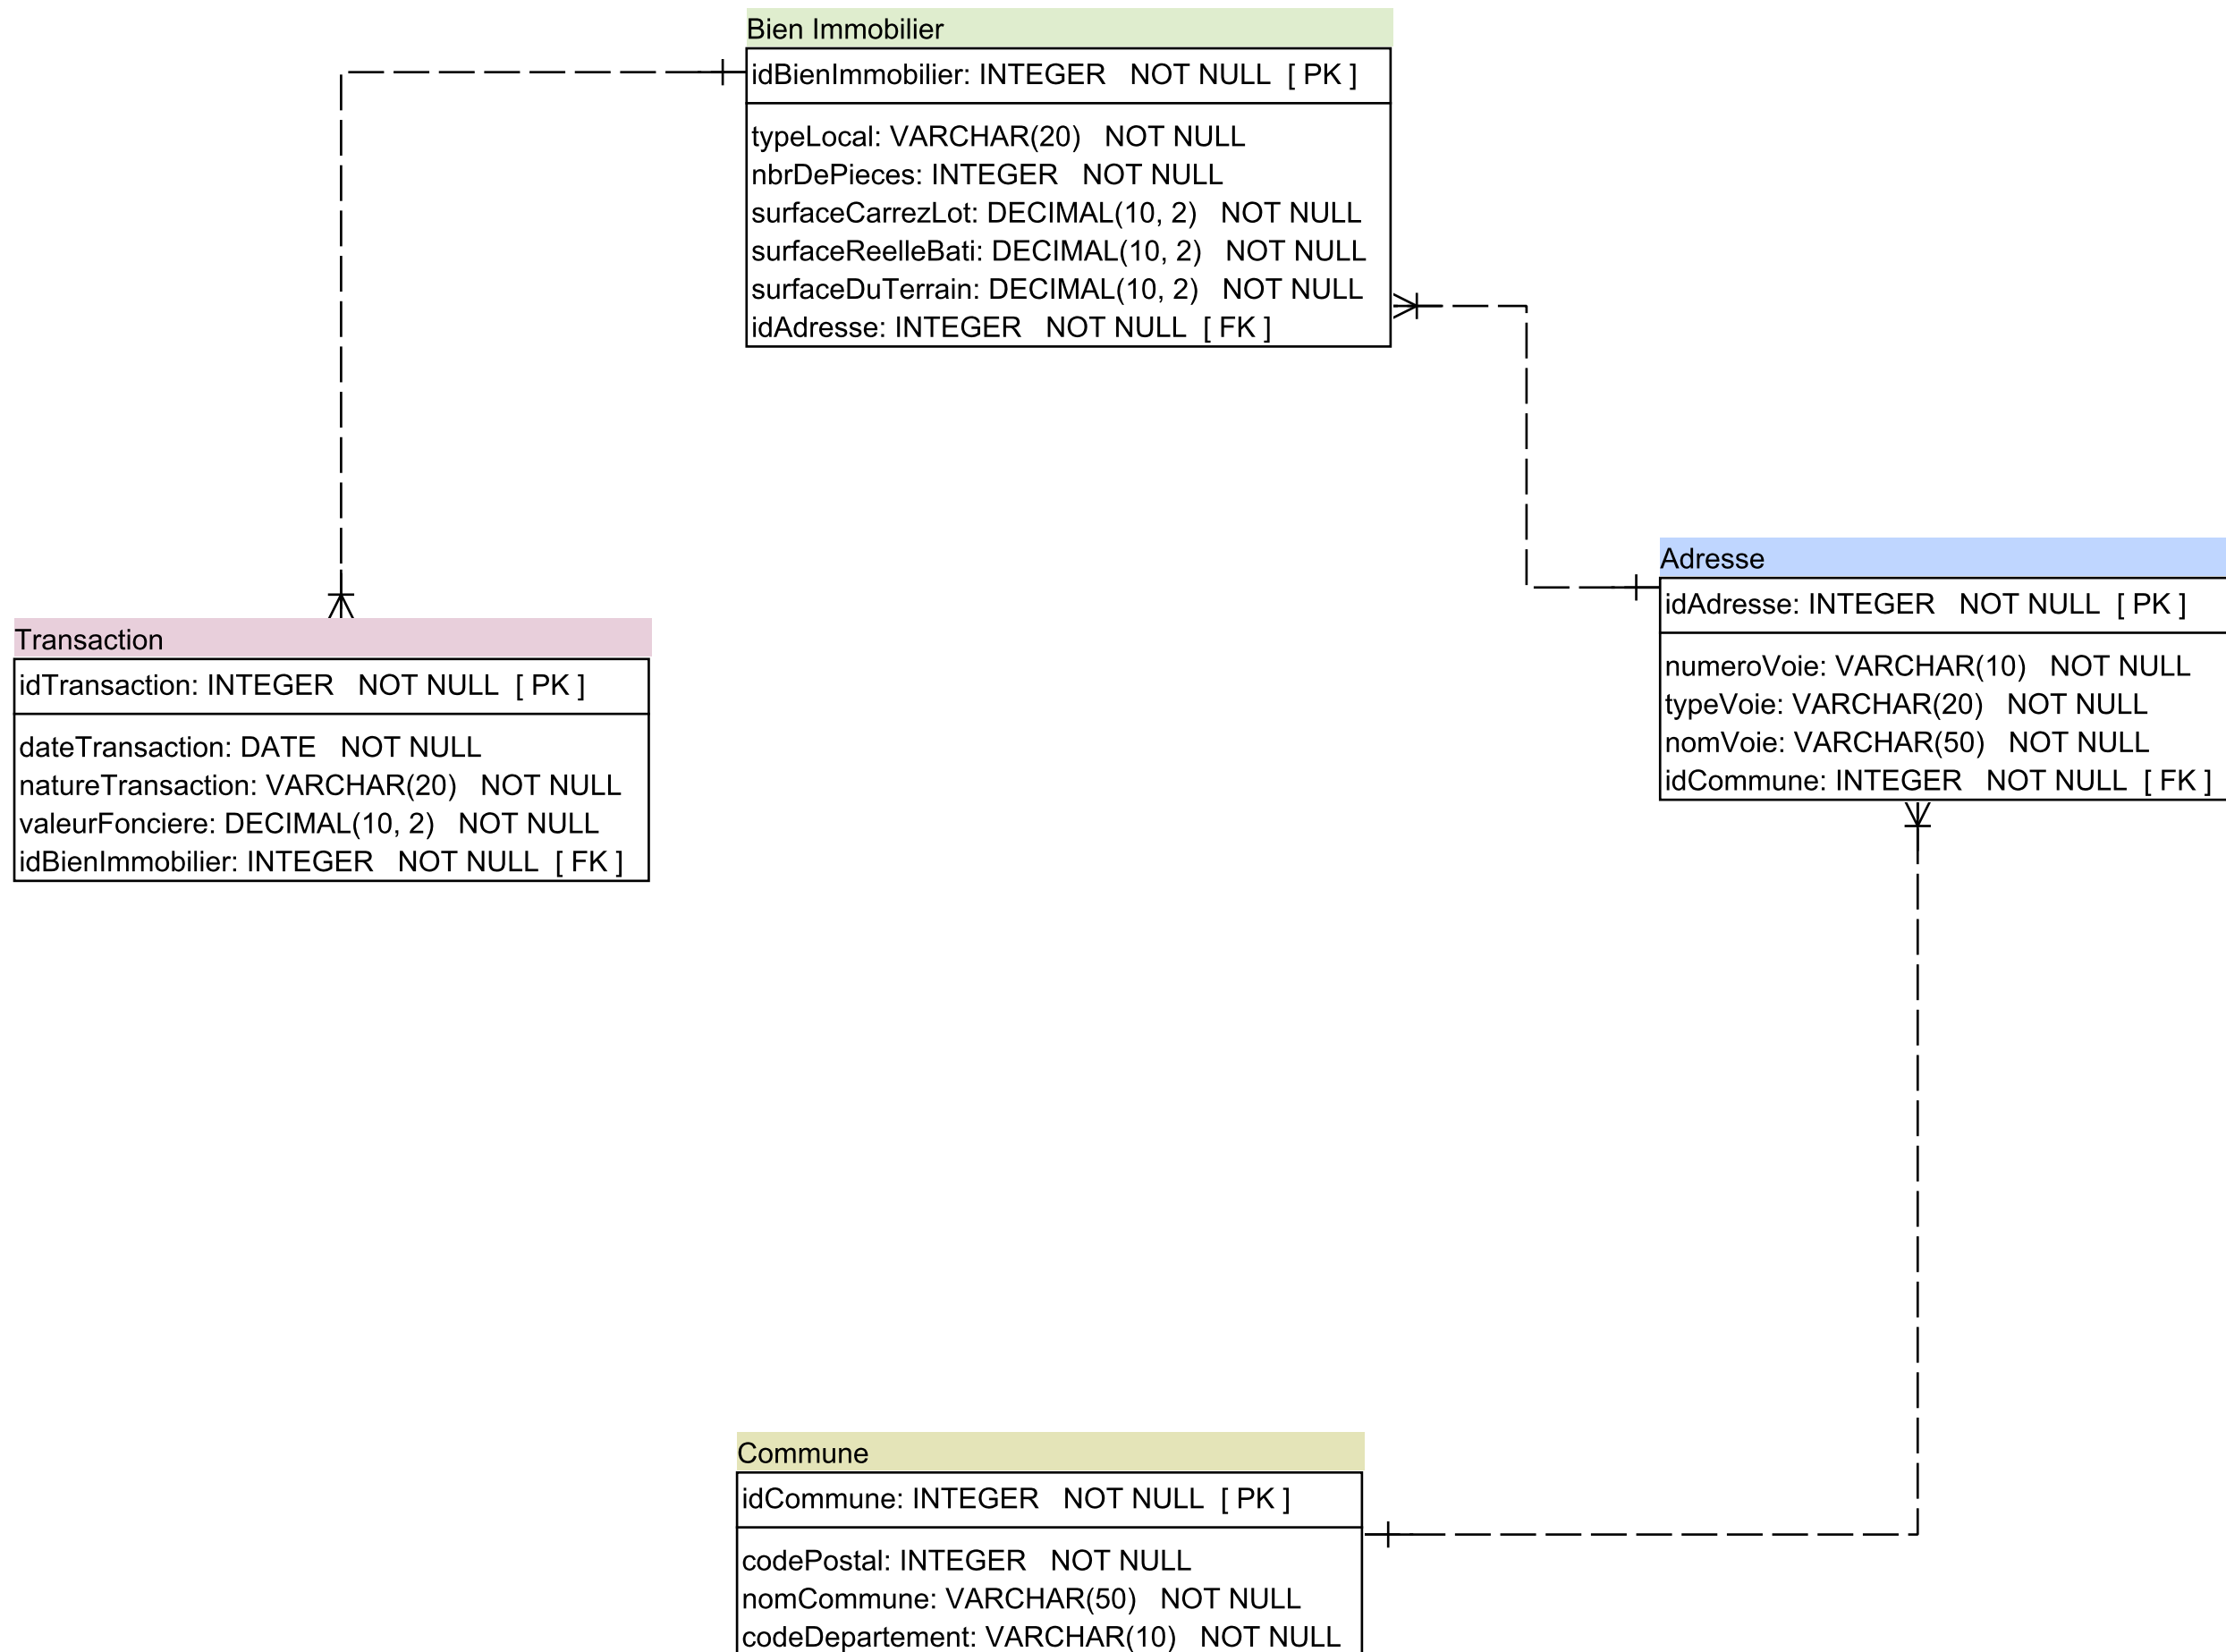 Bien Immobilier
idBienImmobilier: INTEGER NOT NULL [ PK ]
typeLocal: VARCHAR(20) NOT NULL
nbrDePieces: INTEGER NOT NULL
surfaceCarrezLot: DECIMAL(10, 2) NOT NULL
surfaceReelleBati: DECIMAL(10, 2) NOT NULL
surfaceDuTerrain: DECIMAL(10, 2) NOT NULL
idAdresse: INTEGER NOT NULL [ FK ]
Adresse
idAdresse: INTEGER NOT NULL [ PK ]
numeroVoie: VARCHAR(10) NOT NULL
typeVoie: VARCHAR(20) NOT NULL
nomVoie: VARCHAR(50) NOT NULL
idCommune: INTEGER NOT NULL [ FK ]
Transaction
idTransaction: INTEGER NOT NULL [ PK ]
dateTransaction: DATE NOT NULL
natureTransaction: VARCHAR(20) NOT NULL
valeurFonciere: DECIMAL(10, 2) NOT NULL
idBienImmobilier: INTEGER NOT NULL [ FK ]
Commune
idCommune: INTEGER NOT NULL [ PK ]
codePostal: INTEGER NOT NULL
nomCommune: VARCHAR(50) NOT NULL
codeDepartement: VARCHAR(10) NOT NULL